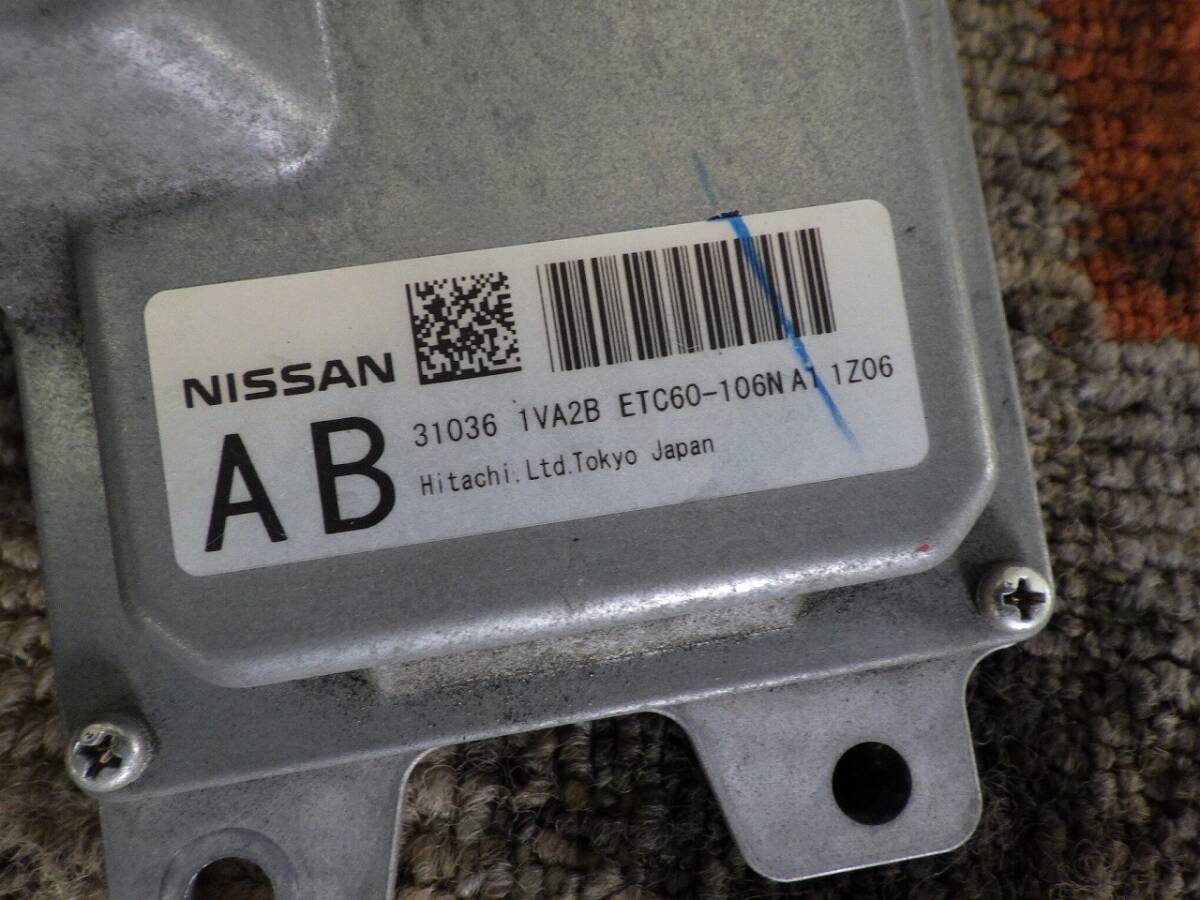 NISSAN
AB
31036 1VA2B ETC60-106N A1 1Z06
Hitachi,Ltd.Tokyo Japan